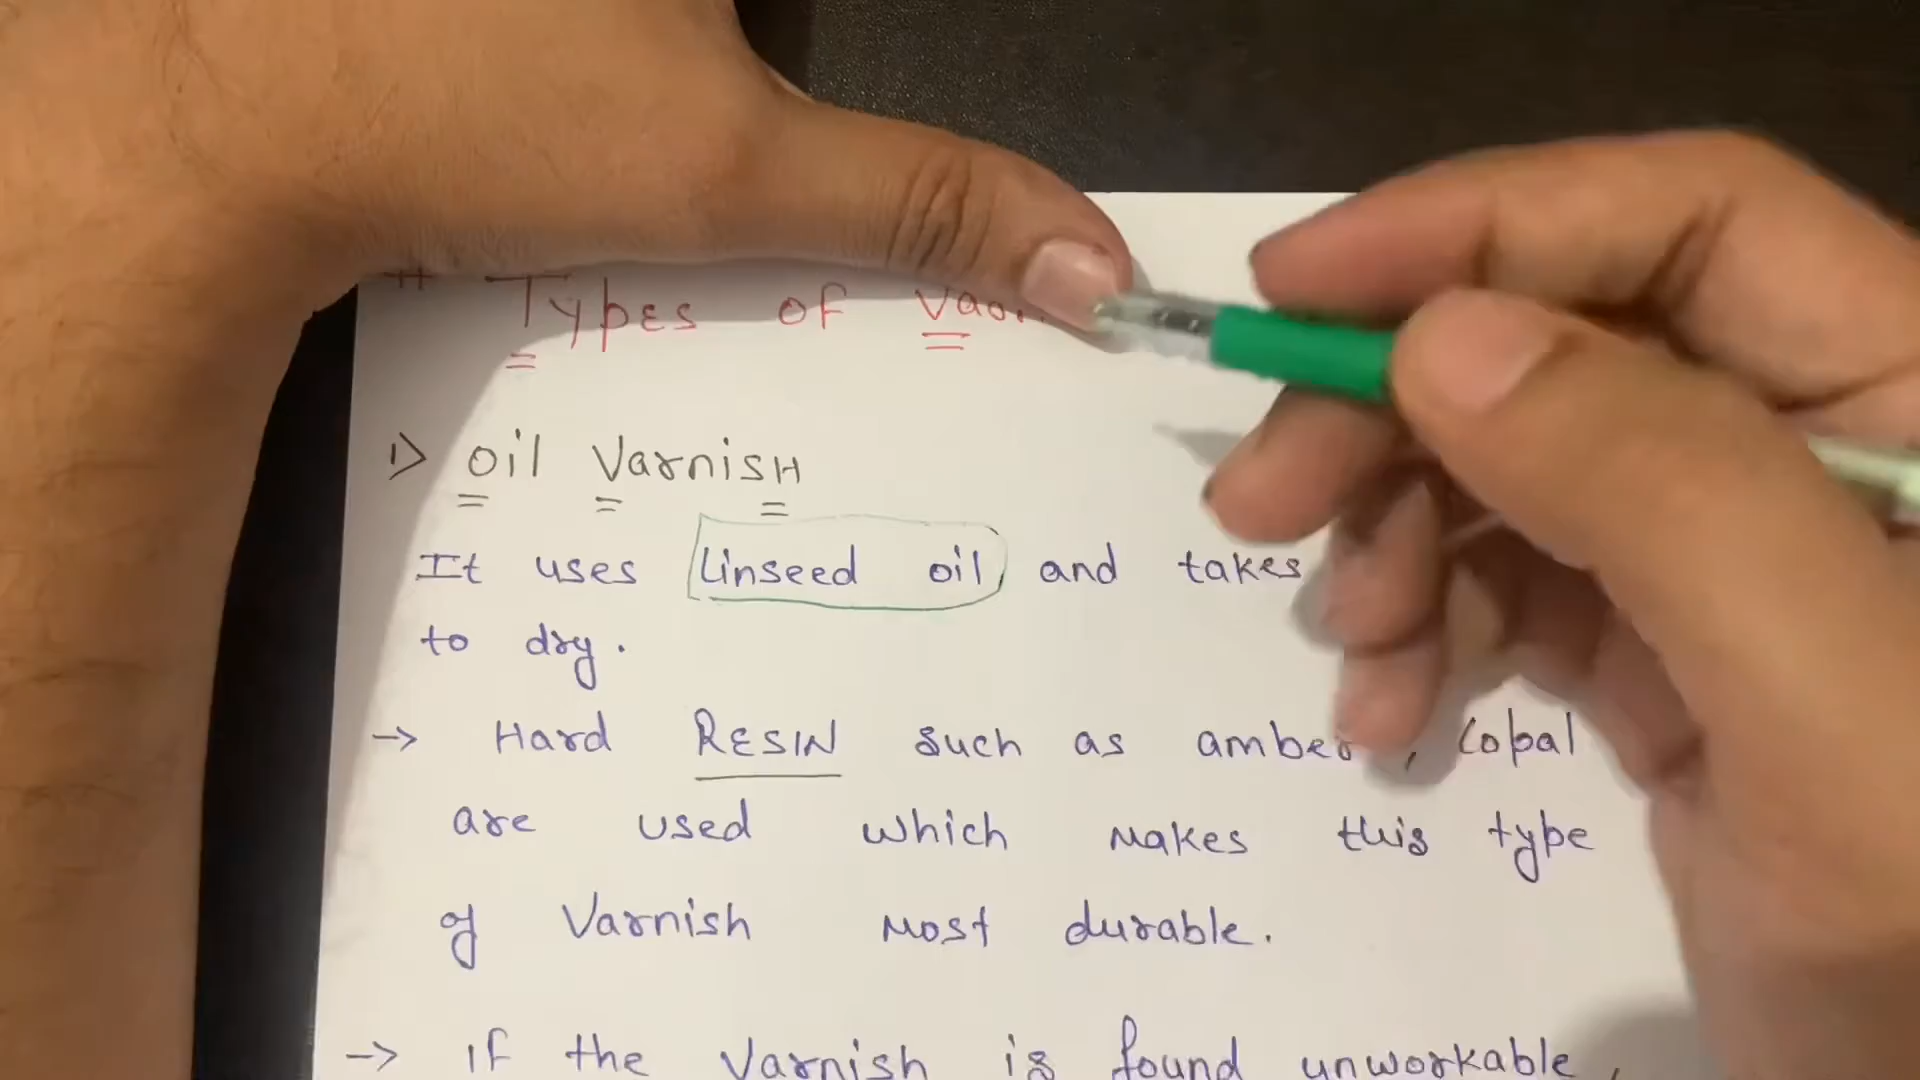 # Types of
1) oil VarnisH
It uses Linseed oil and takes
to dry.
→ Hard RESIN such as amber, Copal
are used which makes this type
of Varnish most durable.
→ If the Varnish is found unworkable,